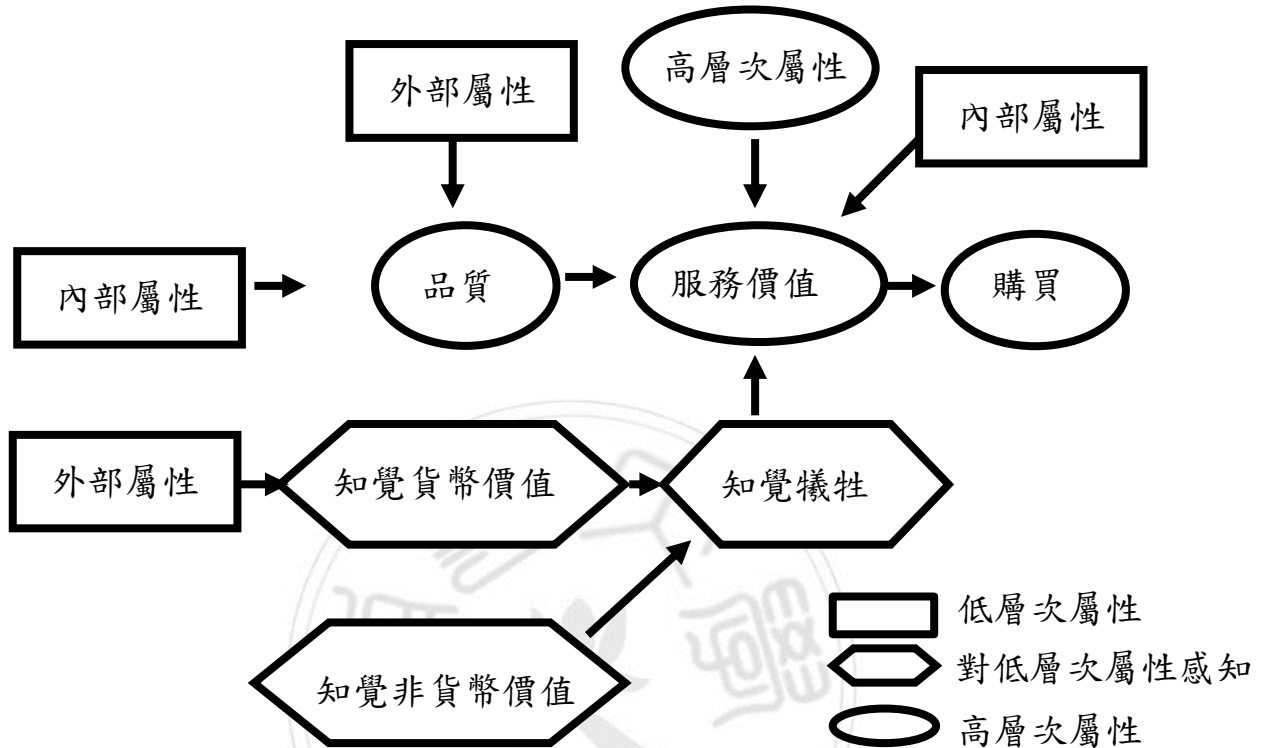 高層次屬性
外部屬性
內部屬性
內部屬性
品質
服務價值
購買
外部屬性
知覺貨幣價值
知覺犧牲
知覺非貨幣價值
低層次屬性
對低層次屬性感知
高層次屬性